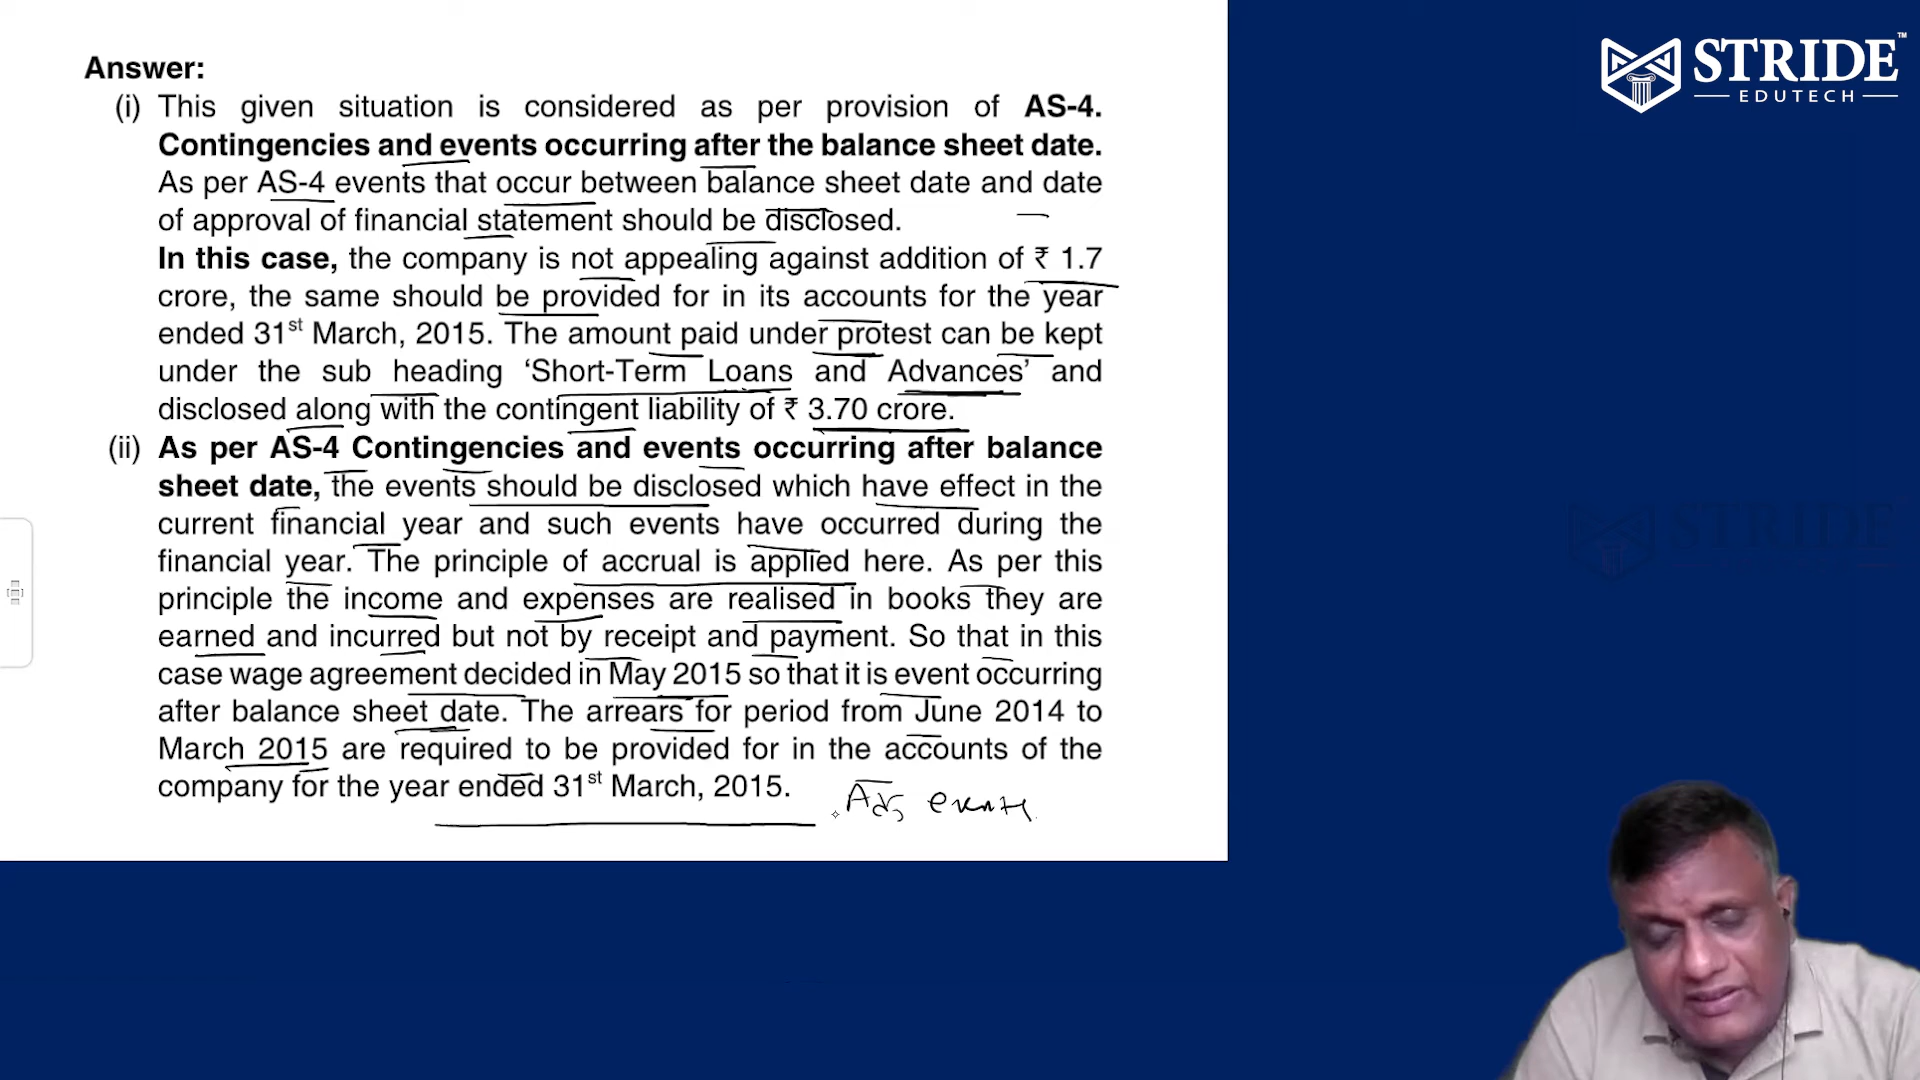 Answer:
(i) This given situation is considered as per provision of AS-4.
Contingencies and events occurring after the balance sheet date.
As per AS-4 events that occur between balance sheet date and date
of approval of financial statement should be disclosed.
In this case, the company is not appealing against addition of ₹ 1.7
crore, the same should be provided for in its accounts for the year
ended 31st March, 2015. The amount paid under protest can be kept
under the sub heading ‘Short-Term Loans and Advances’ and
disclosed along with the contingent liability of ₹ 3.70 crore.
(ii) As per AS-4 Contingencies and events occurring after balance
sheet date, the events should be disclosed which have effect in the
current financial year and such events have occurred during the
financial year. The principle of accrual is applied here. As per this
principle the income and expenses are realised in books they are
earned and incurred but not by receipt and payment. So that in this
case wage agreement decided in May 2015 so that it is event occurring
after balance sheet date. The arrears for period from June 2014 to
March 2015 are required to be provided for in the accounts of the
company for the year ended 31st March, 2015.
Adj events
STRIDE™
EDUTECH
STRIDE